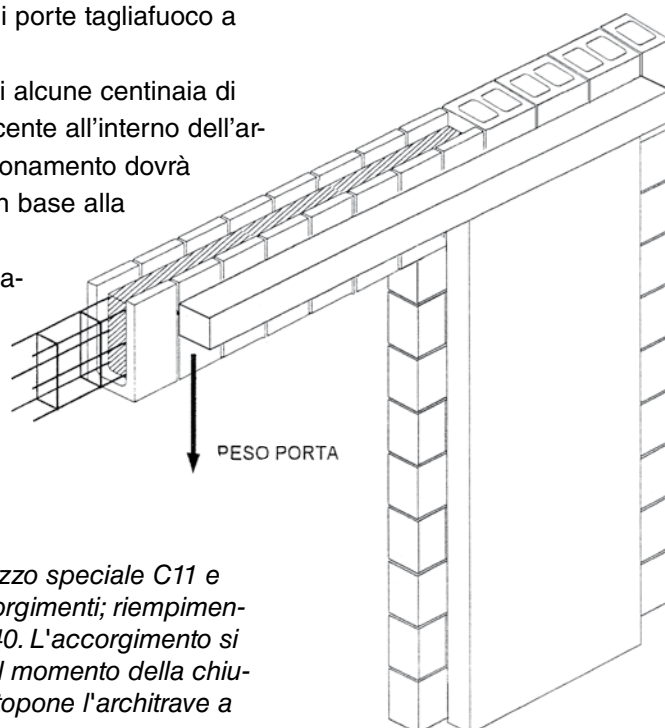 i porte tagliafuoco a
i alcune centinaia di
cente all'interno dell'ar-
onamento dovrà
n base alla
a-
PESO PORTA
zzo speciale C11 e
orgimenti; riempimen-
40. L'accorgimento si
l momento della chiu-
topone l'architrave a